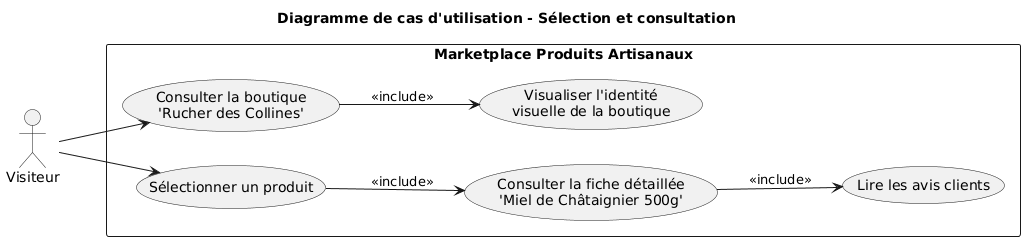 Diagramme de cas d'utilisation - Sélection et consultation
Marketplace Produits Artisanaux
Consulter la boutique
'Rucher des Collines'
«include»
Visualiser l'identité
visuelle de la boutique
Visiteur
Sélectionner un produit
«include»
Consulter la fiche détaillée
'Miel de Châtaignier 500g'
«include»
Lire les avis clients